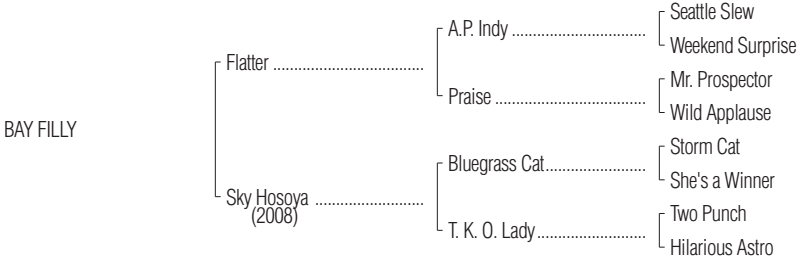 Seattle Slew
A.P. Indy ..................................
Weekend Surprise
Flatter ......................................
Mr. Prospector
Praise ......................................
Wild Applause
BAY FILLY
Storm Cat
Bluegrass Cat.........................
She's a Winner
Sky Hosoya ...........................
(2008)
Two Punch
T. K. O. Lady...........................
Hilarious Astro